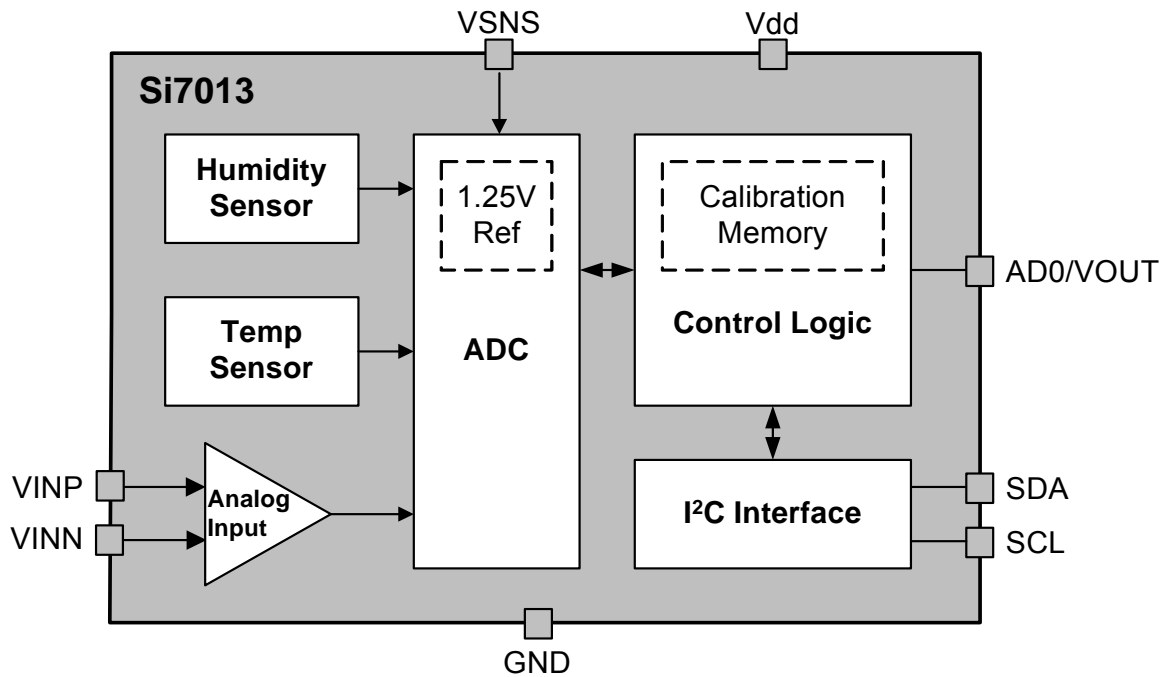 VSNS
Vdd
Si7013
Humidity
Sensor
1.25V
Ref
Calibration
Memory
AD0/VOUT
Control Logic
Temp
Sensor
ADC
VINP
VINN
Analog
Input
I²C Interface
SDA
SCL
GND